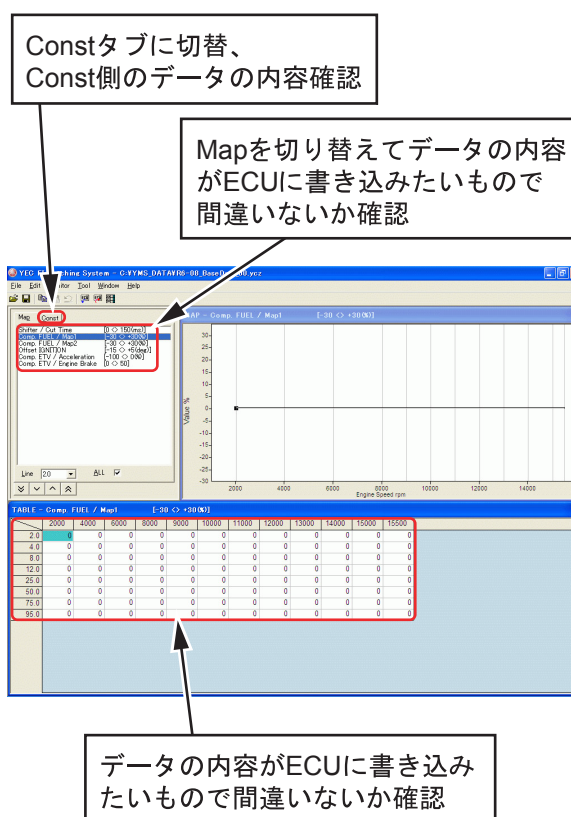 Constタブに切替、
Const側のデータの内容確認
Mapを切り替えてデータの内容
がECUに書き込みたいもので
間違いないか確認
File Edit Monitor Tool Window Help
Map Const
MAP - Comp. FUEL / Map1 [-30 <> +30(%)]
Shifter / Cut Time [0 <> 150(ms)]
Comp. FUEL / Map1 [-30 <> +30(%)]
Comp. FUEL / Map2 [-30 <> +30(%)]
Offset IGNITION [-15 <> +5(deg)]
Comp. ETV / Acceleration [-100 <> 0(%)]
Comp. ETV / Engine Brake [0 <> 50]
Line 2.0 ALL
Value %
30
25
20
15
10
5
0
-5
-10
-15
-20
-25
-30
2000 4000 6000 8000 10000 12000 14000
Engine Speed rpm
TABLE - Comp. FUEL / Map1 [-30 <> +30(%)]
2000 4000 6000 8000 9000 10000 11000 12000 13000 14000 15000 15500
2.0 0 0 0 0 0 0 0 0 0 0 0 0
4.0 0 0 0 0 0 0 0 0 0 0 0 0
8.0 0 0 0 0 0 0 0 0 0 0 0 0
12.0 0 0 0 0 0 0 0 0 0 0 0 0
25.0 0 0 0 0 0 0 0 0 0 0 0 0
50.0 0 0 0 0 0 0 0 0 0 0 0 0
75.0 0 0 0 0 0 0 0 0 0 0 0 0
95.0 0 0 0 0 0 0 0 0 0 0 0 0
データの内容がECUに書き込み
たいもので間違いないか確認